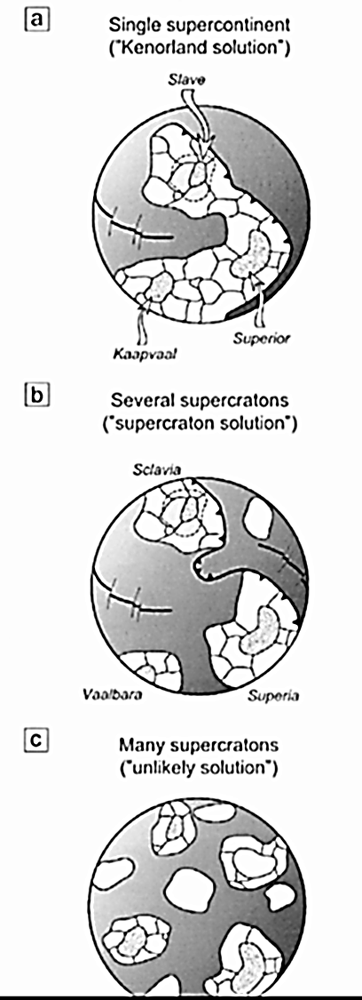 a
Single supercontinent
("Kenorland solution")
Slave
Kaapvaal
Superior
b
Several supercratons
("supercraton solution")
Sclavia
Vaalbara
Superia
c
Many supercratons
("unlikely solution")